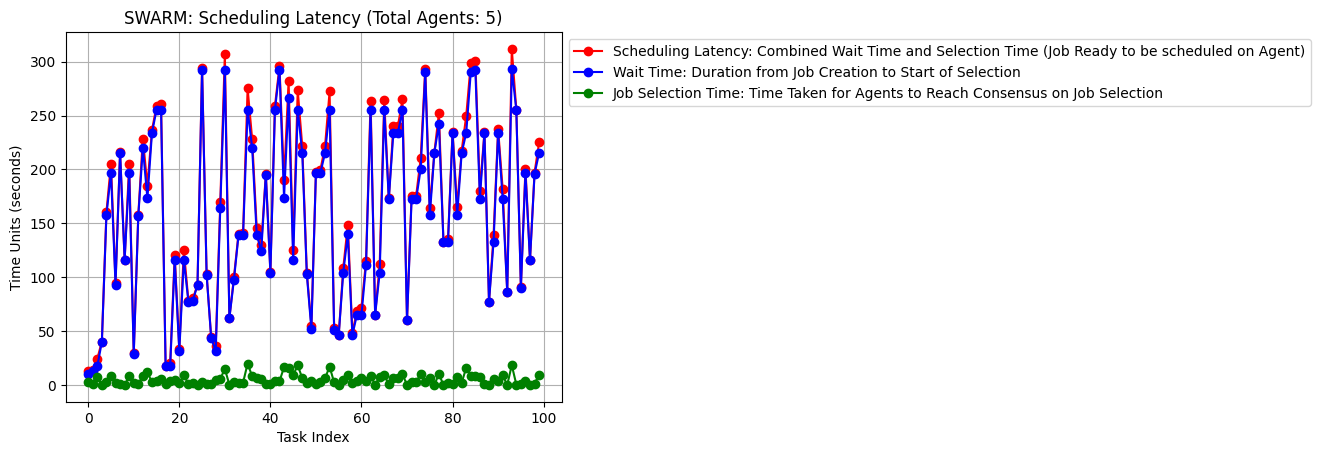 SWARM: Scheduling Latency (Total Agents: 5)
Scheduling Latency: Combined Wait Time and Selection Time (Job Ready to be scheduled on Agent)
Wait Time: Duration from Job Creation to Start of Selection
Job Selection Time: Time Taken for Agents to Reach Consensus on Job Selection
Time Units (seconds)
300
250
200
150
100
50
0
0 20 40 60 80 100
Task Index